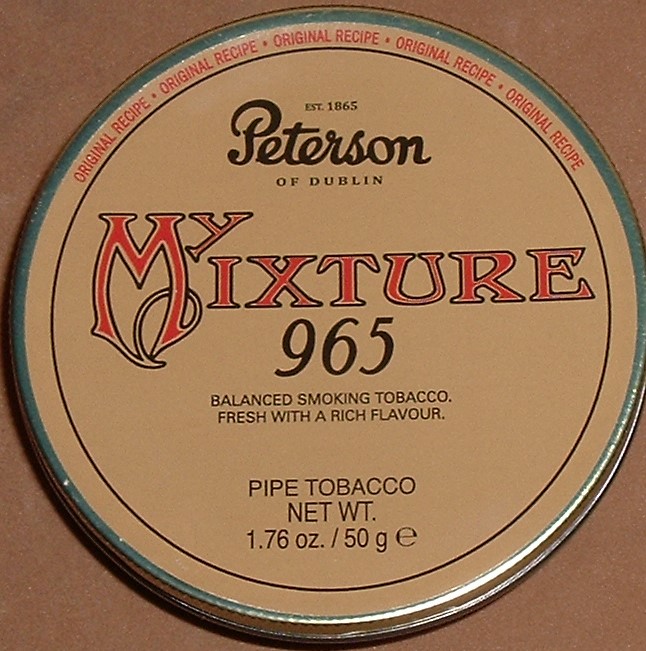 ORIGINAL RECIPE • ORIGINAL RECIPE • ORIGINAL RECIPE • ORIGINAL RECIPE • ORIGINAL RECIPE
EST. 1865
Peterson
OF DUBLIN
My MIXTURE
965
BALANCED SMOKING TOBACCO.
FRESH WITH A RICH FLAVOUR.
PIPE TOBACCO
NET WT.
1.76 oz. / 50 g ℮